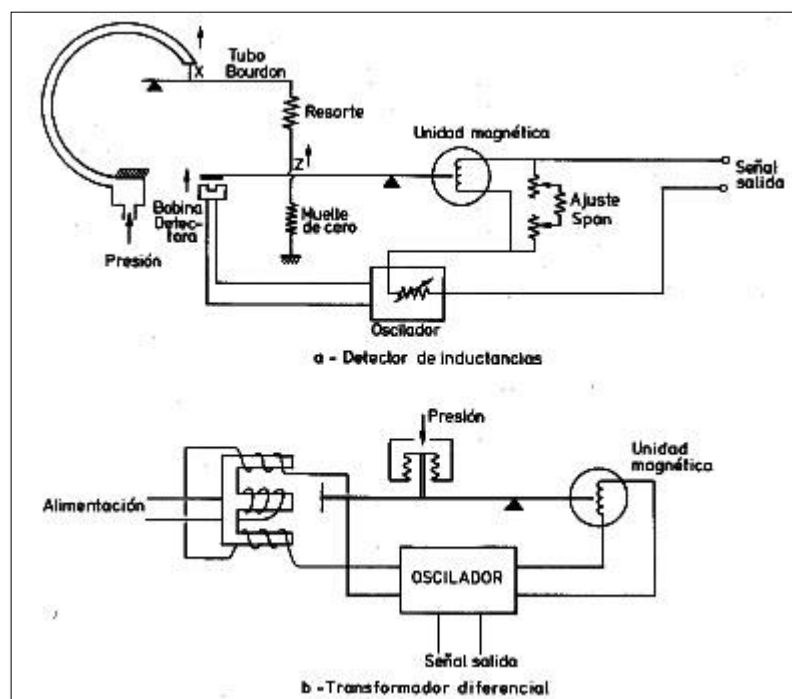 Tubo
Bourdon
X
Resorte
Unidad magnética
Z
Señal
salida
Bobina
Detec-
tora
Muelle
de cero
Ajuste
Span
Presión
Oscilador
a - Detector de inductancias
Presión
Unidad
magnética
Alimentación
OSCILADOR
Señal salida
b - Transformador diferencial